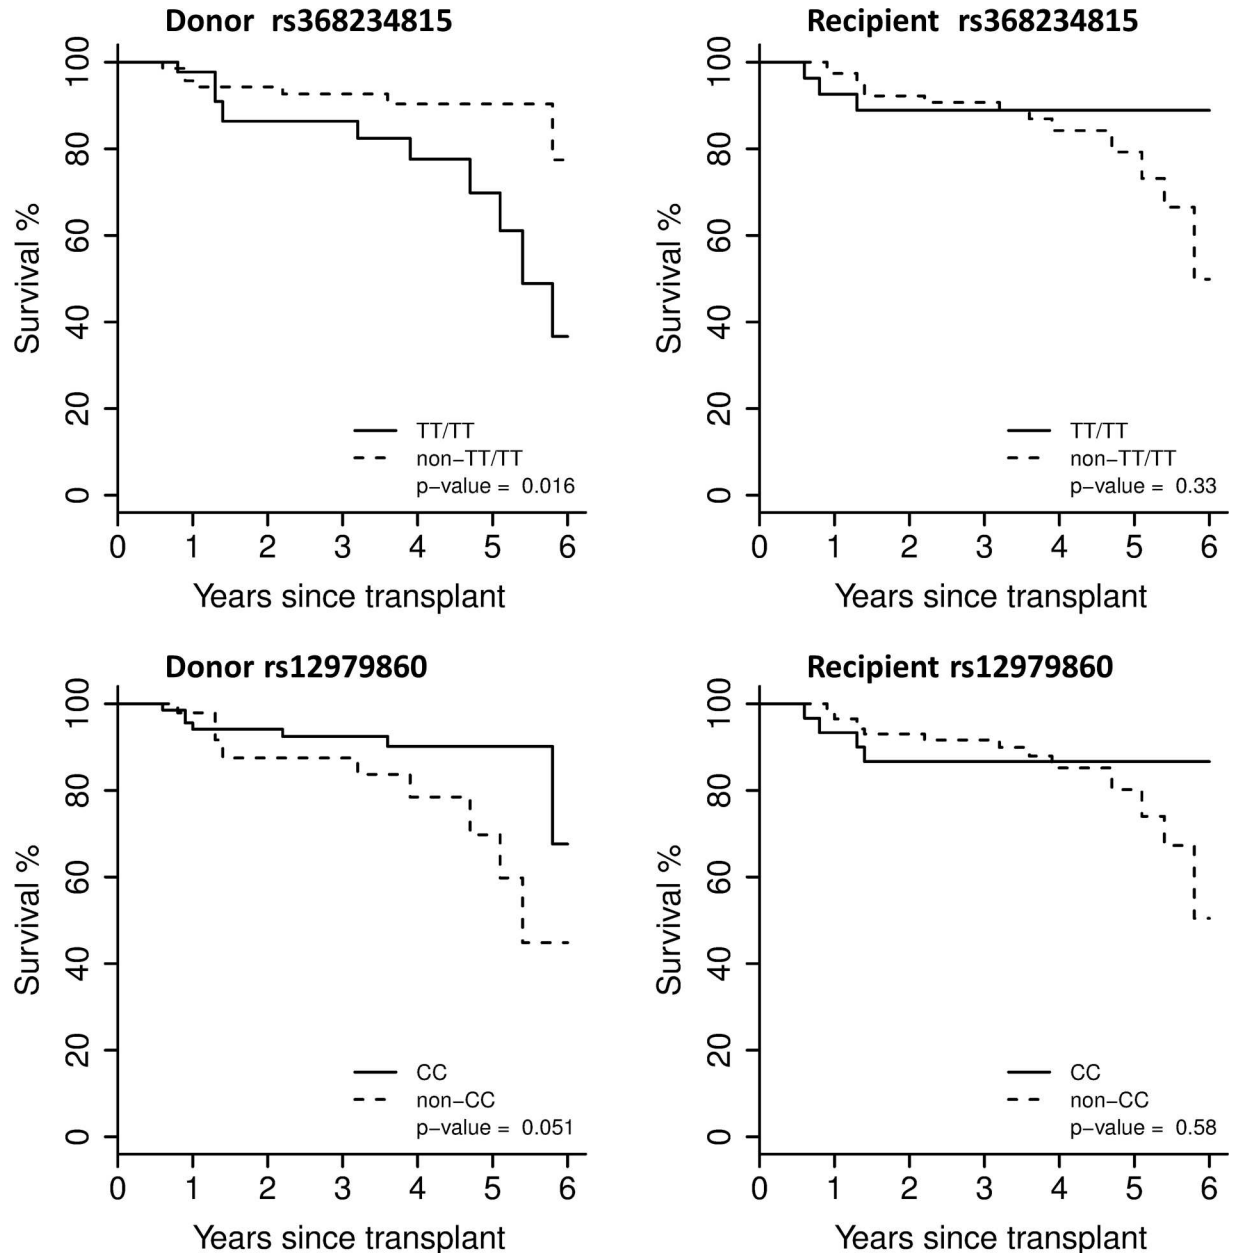 Donor rs368234815
100
80
60
40
20
0
Survival %
TT/TT
non−TT/TT
p−value = 0.016
0 1 2 3 4 5 6
Years since transplant
Recipient rs368234815
100
80
60
40
20
0
Survival %
TT/TT
non−TT/TT
p−value = 0.33
0 1 2 3 4 5 6
Years since transplant
Donor rs12979860
100
80
60
40
20
0
Survival %
CC
non−CC
p−value = 0.051
0 1 2 3 4 5 6
Years since transplant
Recipient rs12979860
100
80
60
40
20
0
Survival %
CC
non−CC
p−value = 0.58
0 1 2 3 4 5 6
Years since transplant